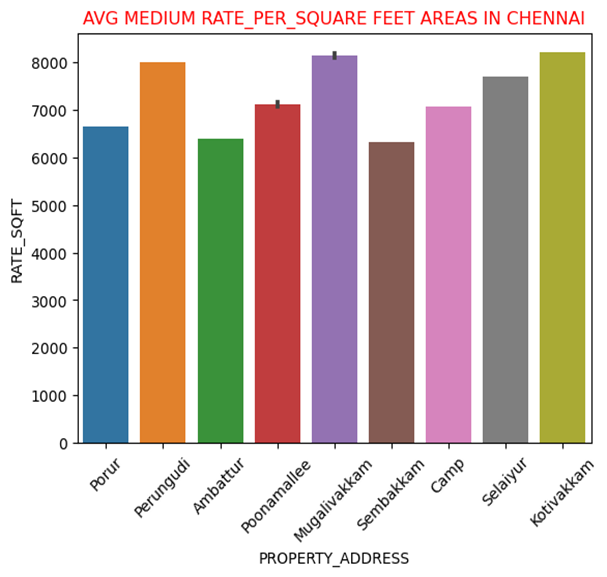 AVG MEDIUM RATE_PER_SQUARE FEET AREAS IN CHENNAI
RATE_SQFT
8000
7000
6000
5000
4000
3000
2000
1000
0
Porur
Perungudi
Ambattur
Poonamallee
Mugalivakkam
Sembakkam
Camp
Selaiyur
Kotivakkam
PROPERTY_ADDRESS